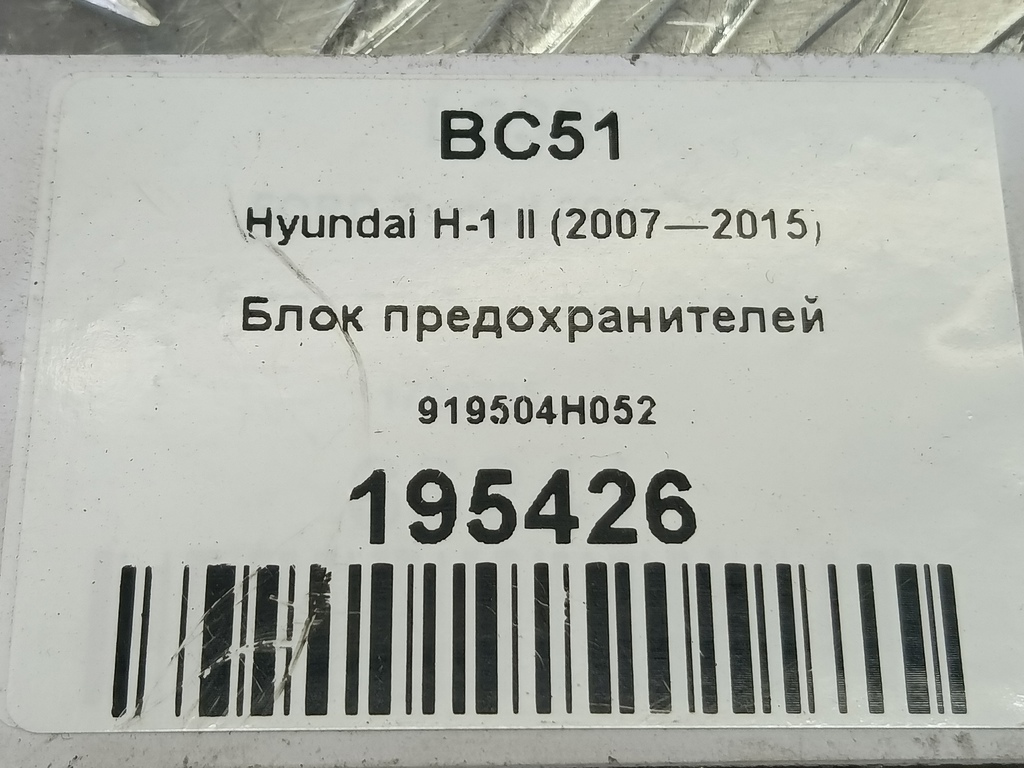 BC51
Hyundai H-1 II (2007—2015)
Блок предохранителей
919504H052
195426